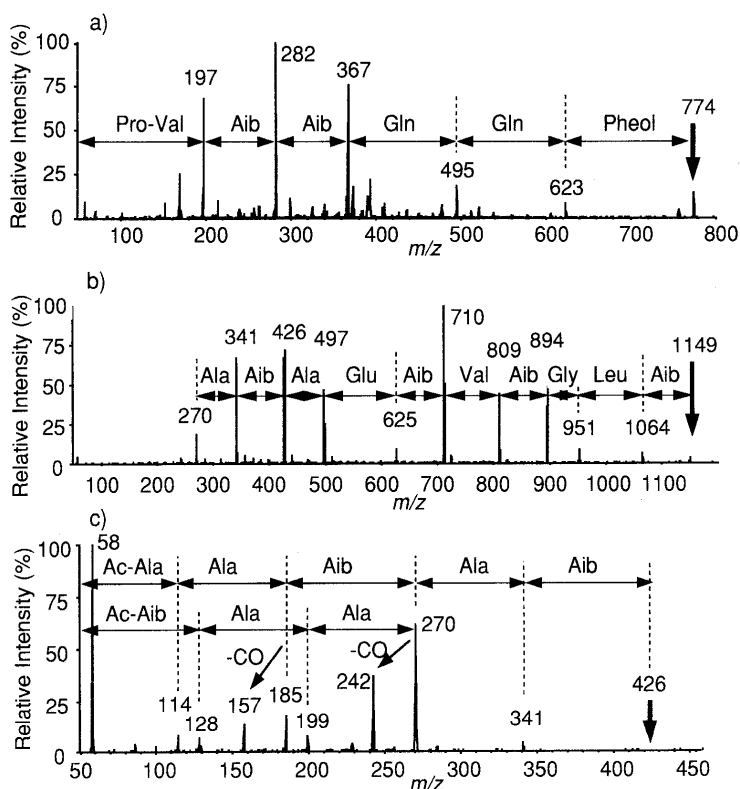 a)
Relative Intensity (%)
100
75
50
25
0
197
282
367
774
Pro-Val Aib Aib Gln Gln Pheol
495
623
100 200 300 400 500 600 700 800
m/z
b)
Relative Intensity (%)
100
75
50
25
0
341 426 497 710 809 894 1149
Ala Aib Ala Glu Aib Val Aib Gly Leu Aib
270 625 951 1064
100 200 300 400 500 600 700 800 900 1000 1100
m/z
c)
Relative Intensity (%)
100
75
50
25
0
58
Ac-Ala Ala Aib Ala Aib
Ac-Aib Ala Ala
270
-CO -CO
114 128 157 185 199 242 341 426
50 100 150 200 250 300 350 400 450
m/z